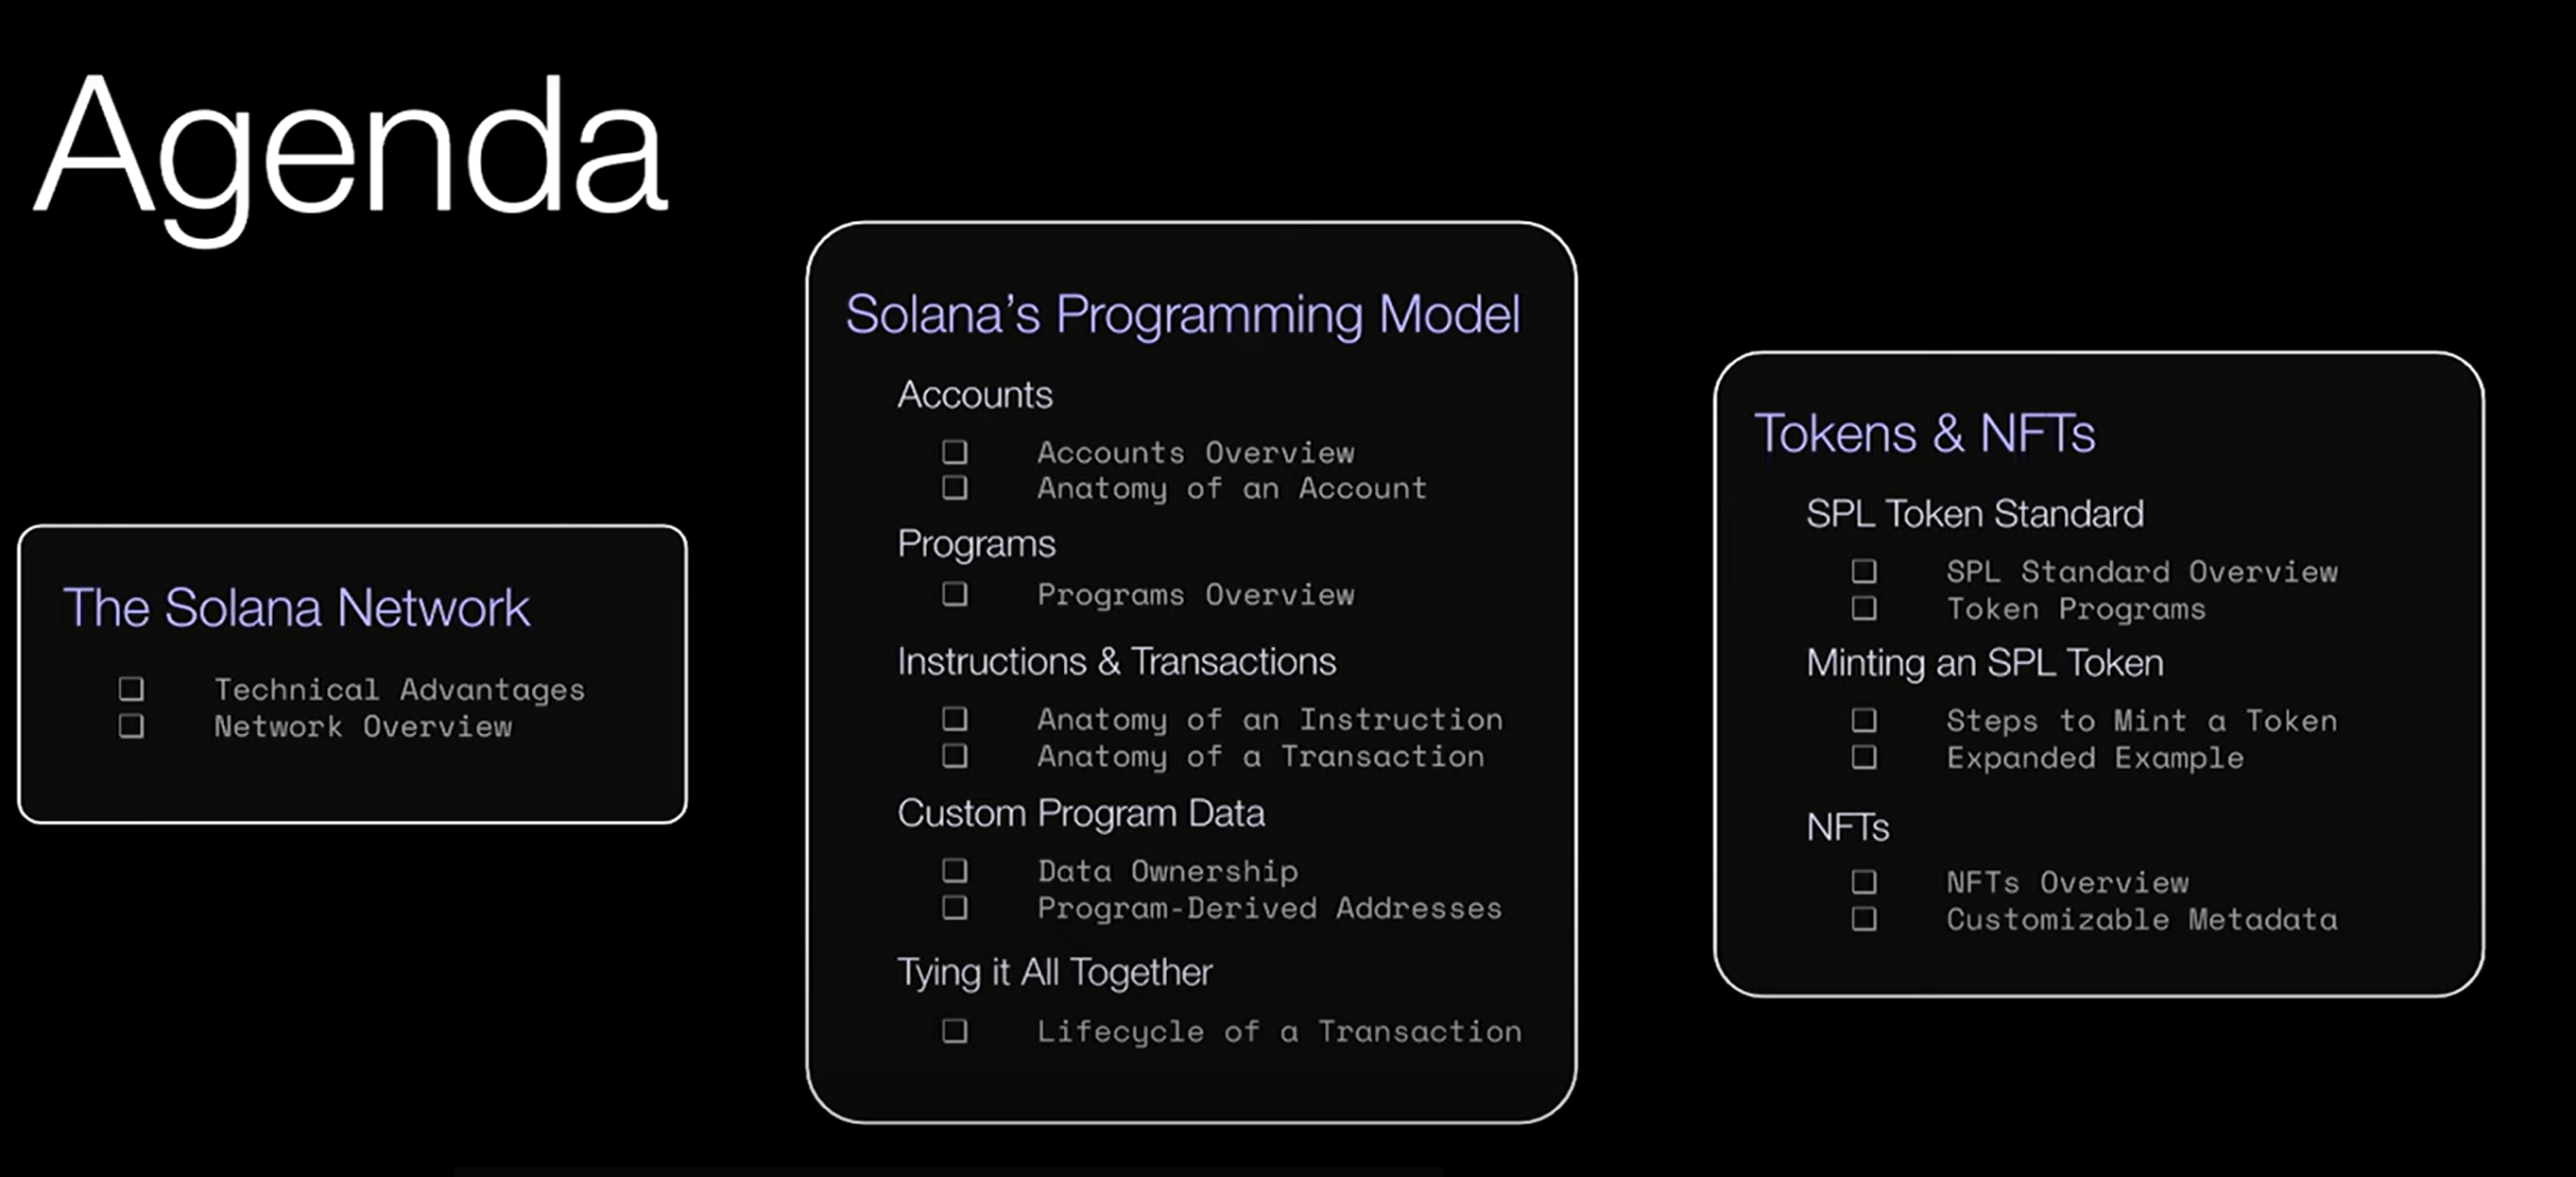 Agenda
The Solana Network
Technical Advantages
Network Overview
Solana’s Programming Model
Accounts
Accounts Overview
Anatomy of an Account
Programs
Programs Overview
Instructions & Transactions
Anatomy of an Instruction
Anatomy of a Transaction
Custom Program Data
Data Ownership
Program-Derived Addresses
Tying it All Together
Lifecycle of a Transaction
Tokens & NFTs
SPL Token Standard
SPL Standard Overview
Token Programs
Minting an SPL Token
Steps to Mint a Token
Expanded Example
NFTs
NFTs Overview
Customizable Metadata